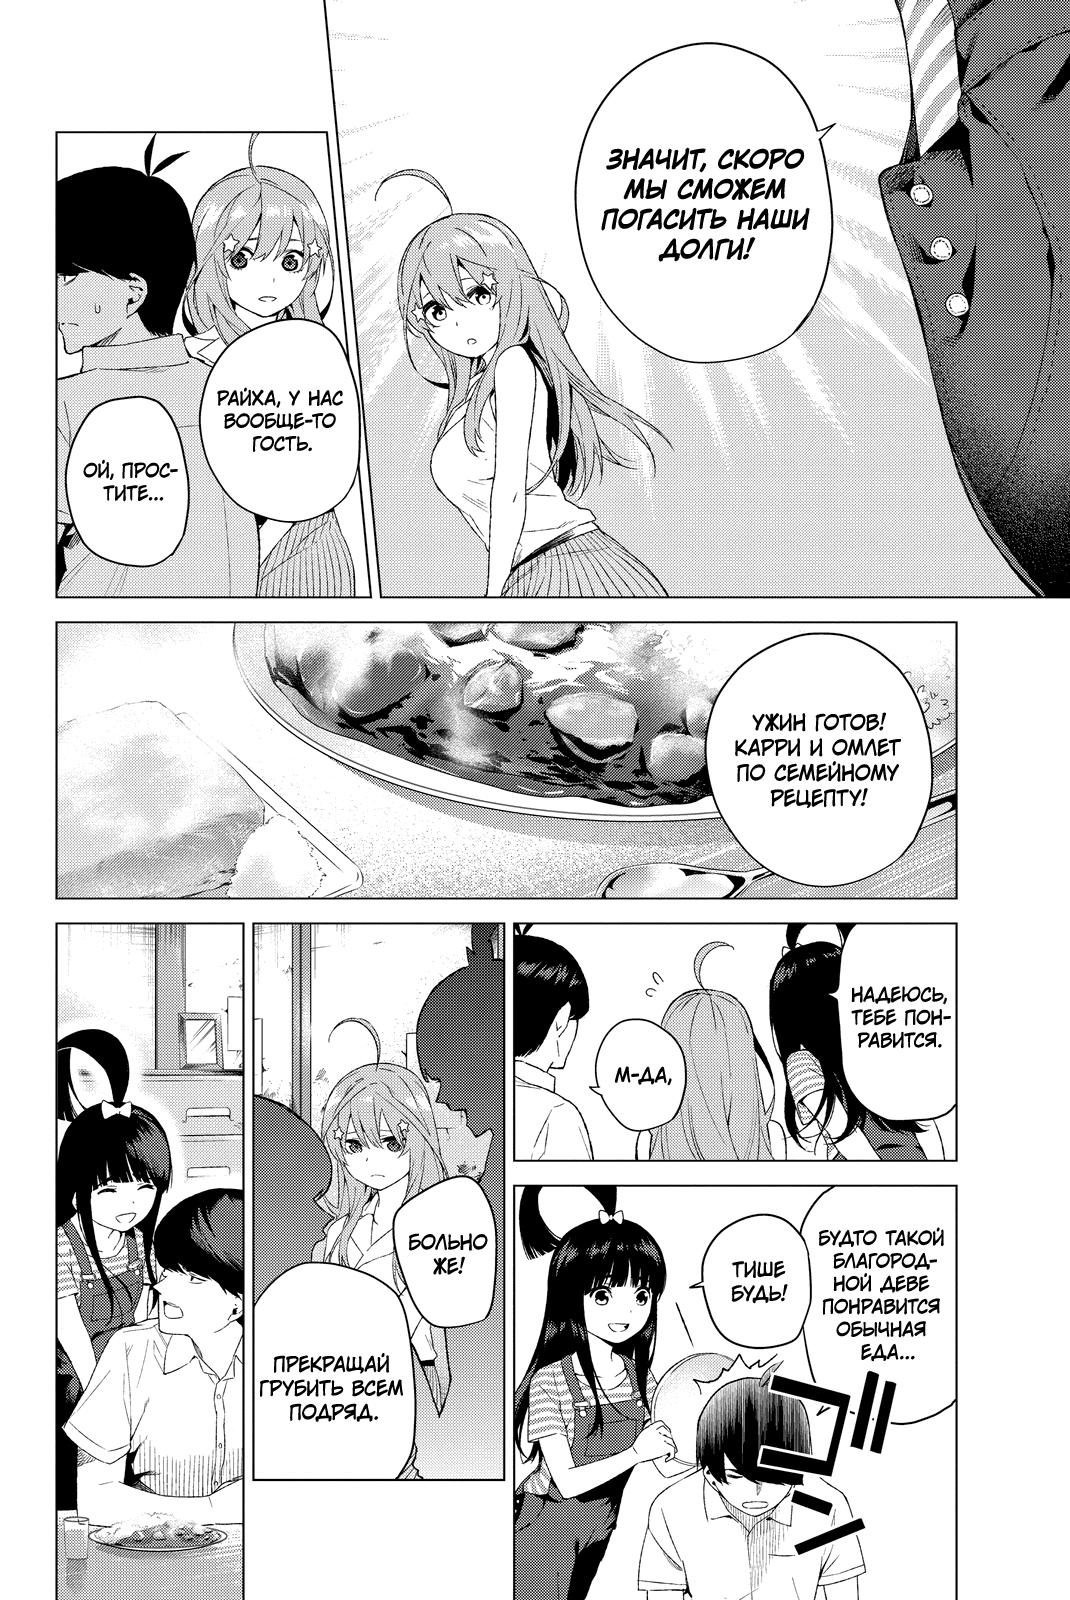 ЗНАЧИТ, СКОРО
МЫ СМОЖЕМ
ПОГАСИТЬ НАШИ
ДОЛГИ!
РАЙХА, У НАС
ВООБЩЕ-ТО
ГОСТЬ.
ОЙ, ПРОС-
ТИТЕ...
УЖИН ГОТОВ!
КАРРИ И ОМЛЕТ
ПО СЕМЕЙНОМУ
РЕЦЕПТУ!
НАДЕЮСЬ,
ТЕБЕ ПОН-
РАВИТСЯ.
М-ДА,
БУДТО ТАКОЙ
БЛАГОРОД-
НОЙ ДЕВЕ
ПОНРАВИТСЯ
ОБЫЧНАЯ
ЕДА...
ТИШЕ
БУДЬ!
БОЛЬНО
ЖЕ!
ПРЕКРАЩАЙ
ГРУБИТЬ ВСЕМ
ПОДРЯД.